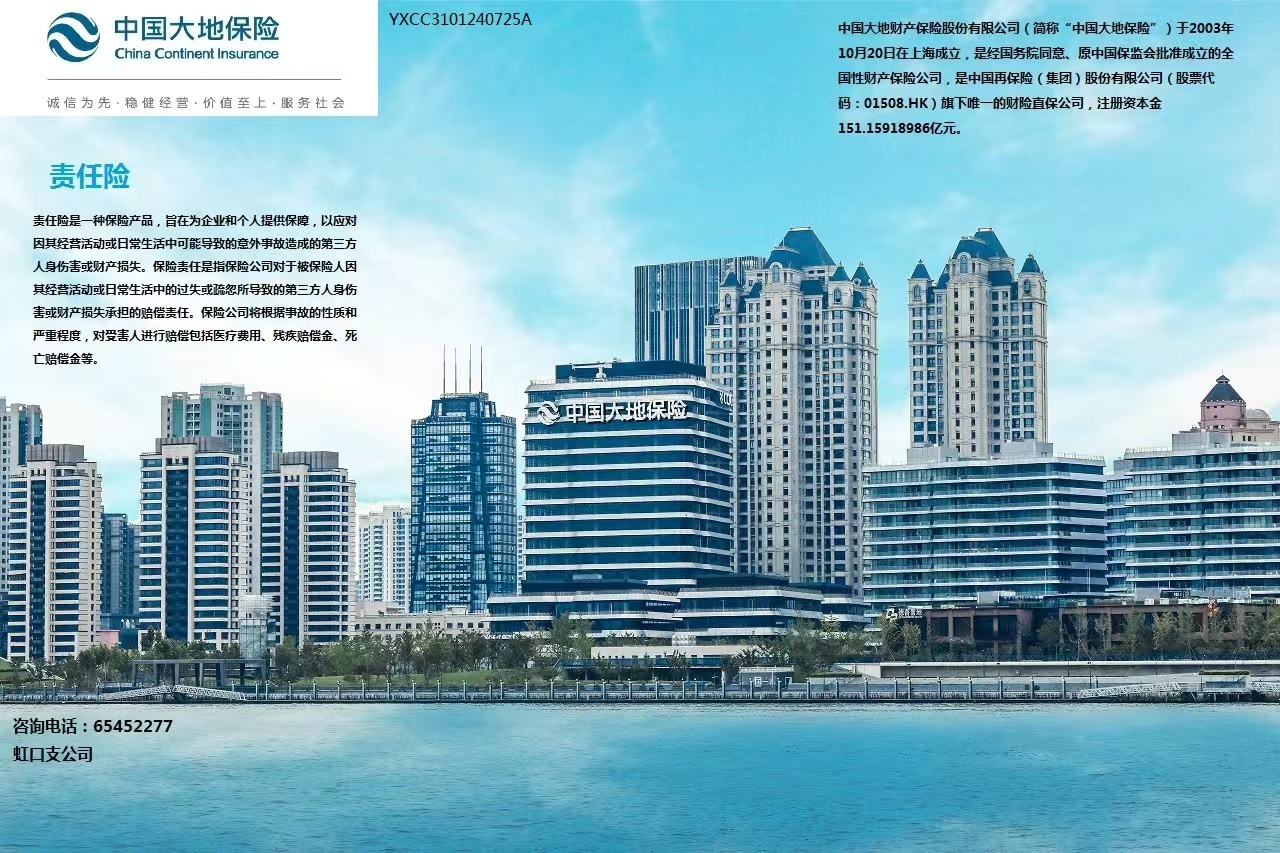 中国大地保险
China Continent Insurance
诚信为先·稳健经营·价值至上·服务社会
YXCC3101240725A
中国大地财产保险股份有限公司（简称“中国大地保险”）于2003年
10月20日在上海成立，是经国务院同意、原中国保监会批准成立的全
国性财产保险公司，是中国再保险（集团）股份有限公司（股票代
码：01508.HK）旗下唯一的财险直保公司，注册资本金
151.15918986亿元。
责任险
责任险是一种保险产品，旨在为企业和个人提供保障，以应对
因其经营活动或日常生活中可能导致的意外事故造成的第三方
人身伤害或财产损失。保险责任是指保险公司对于被保险人因
其经营活动或日常生活中的过失或疏忽所导致的第三方人身伤
害或财产损失承担的赔偿责任。保险公司将根据事故的性质和
严重程度，对受害人进行赔偿包括医疗费用、残疾赔偿金、死
亡赔偿金等。
中国大地保险
咨询电话：65452277
虹口支公司